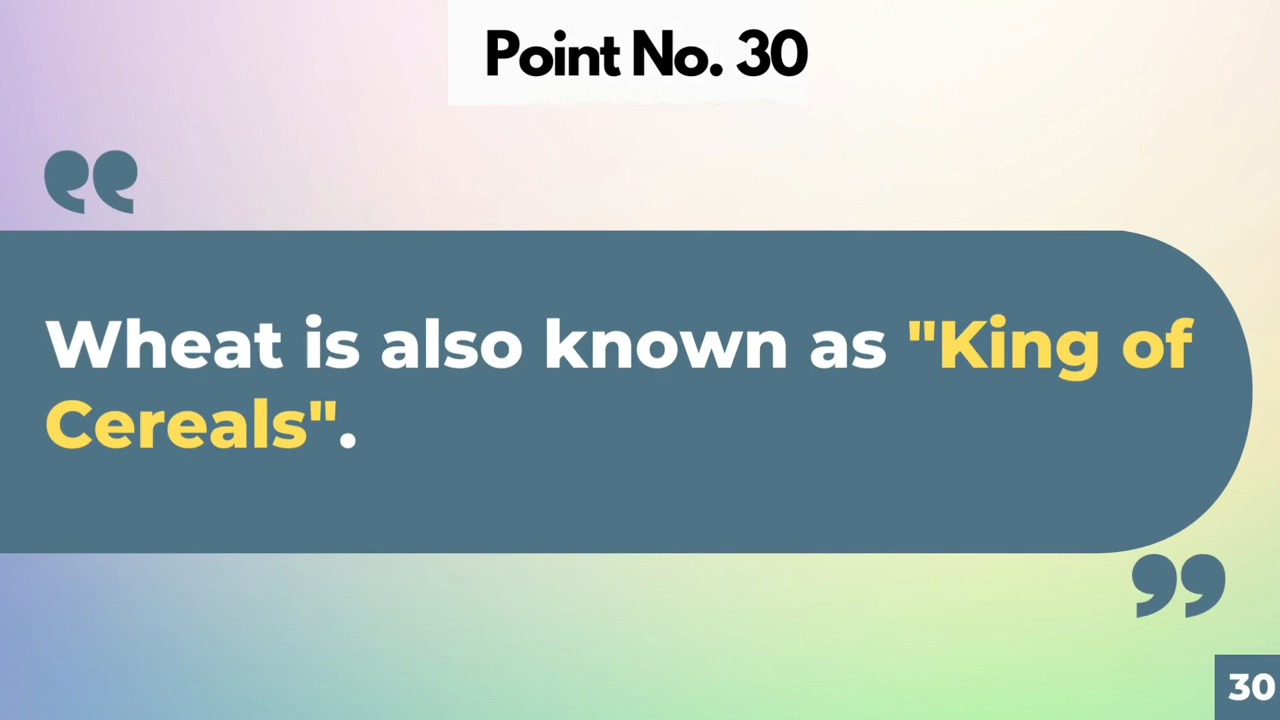 Point No. 30
Wheat is also known as "King of
Cereals".
30